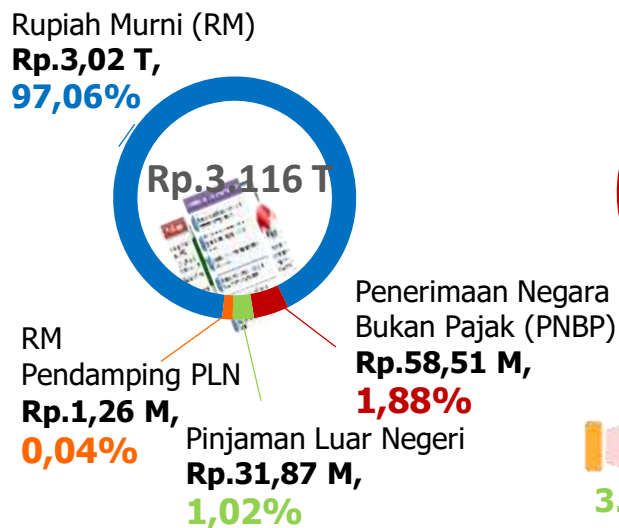 Rupiah Murni (RM)
Rp.3,02 T,
97,06%
Rp.3.116 T
Penerimaan Negara
Bukan Pajak (PNBP)
Rp.58,51 M,
1,88%
RM
Pendamping PLN
Rp.1,26 M,
0,04%
Pinjaman Luar Negeri
Rp.31,87 M,
1,02%
3.